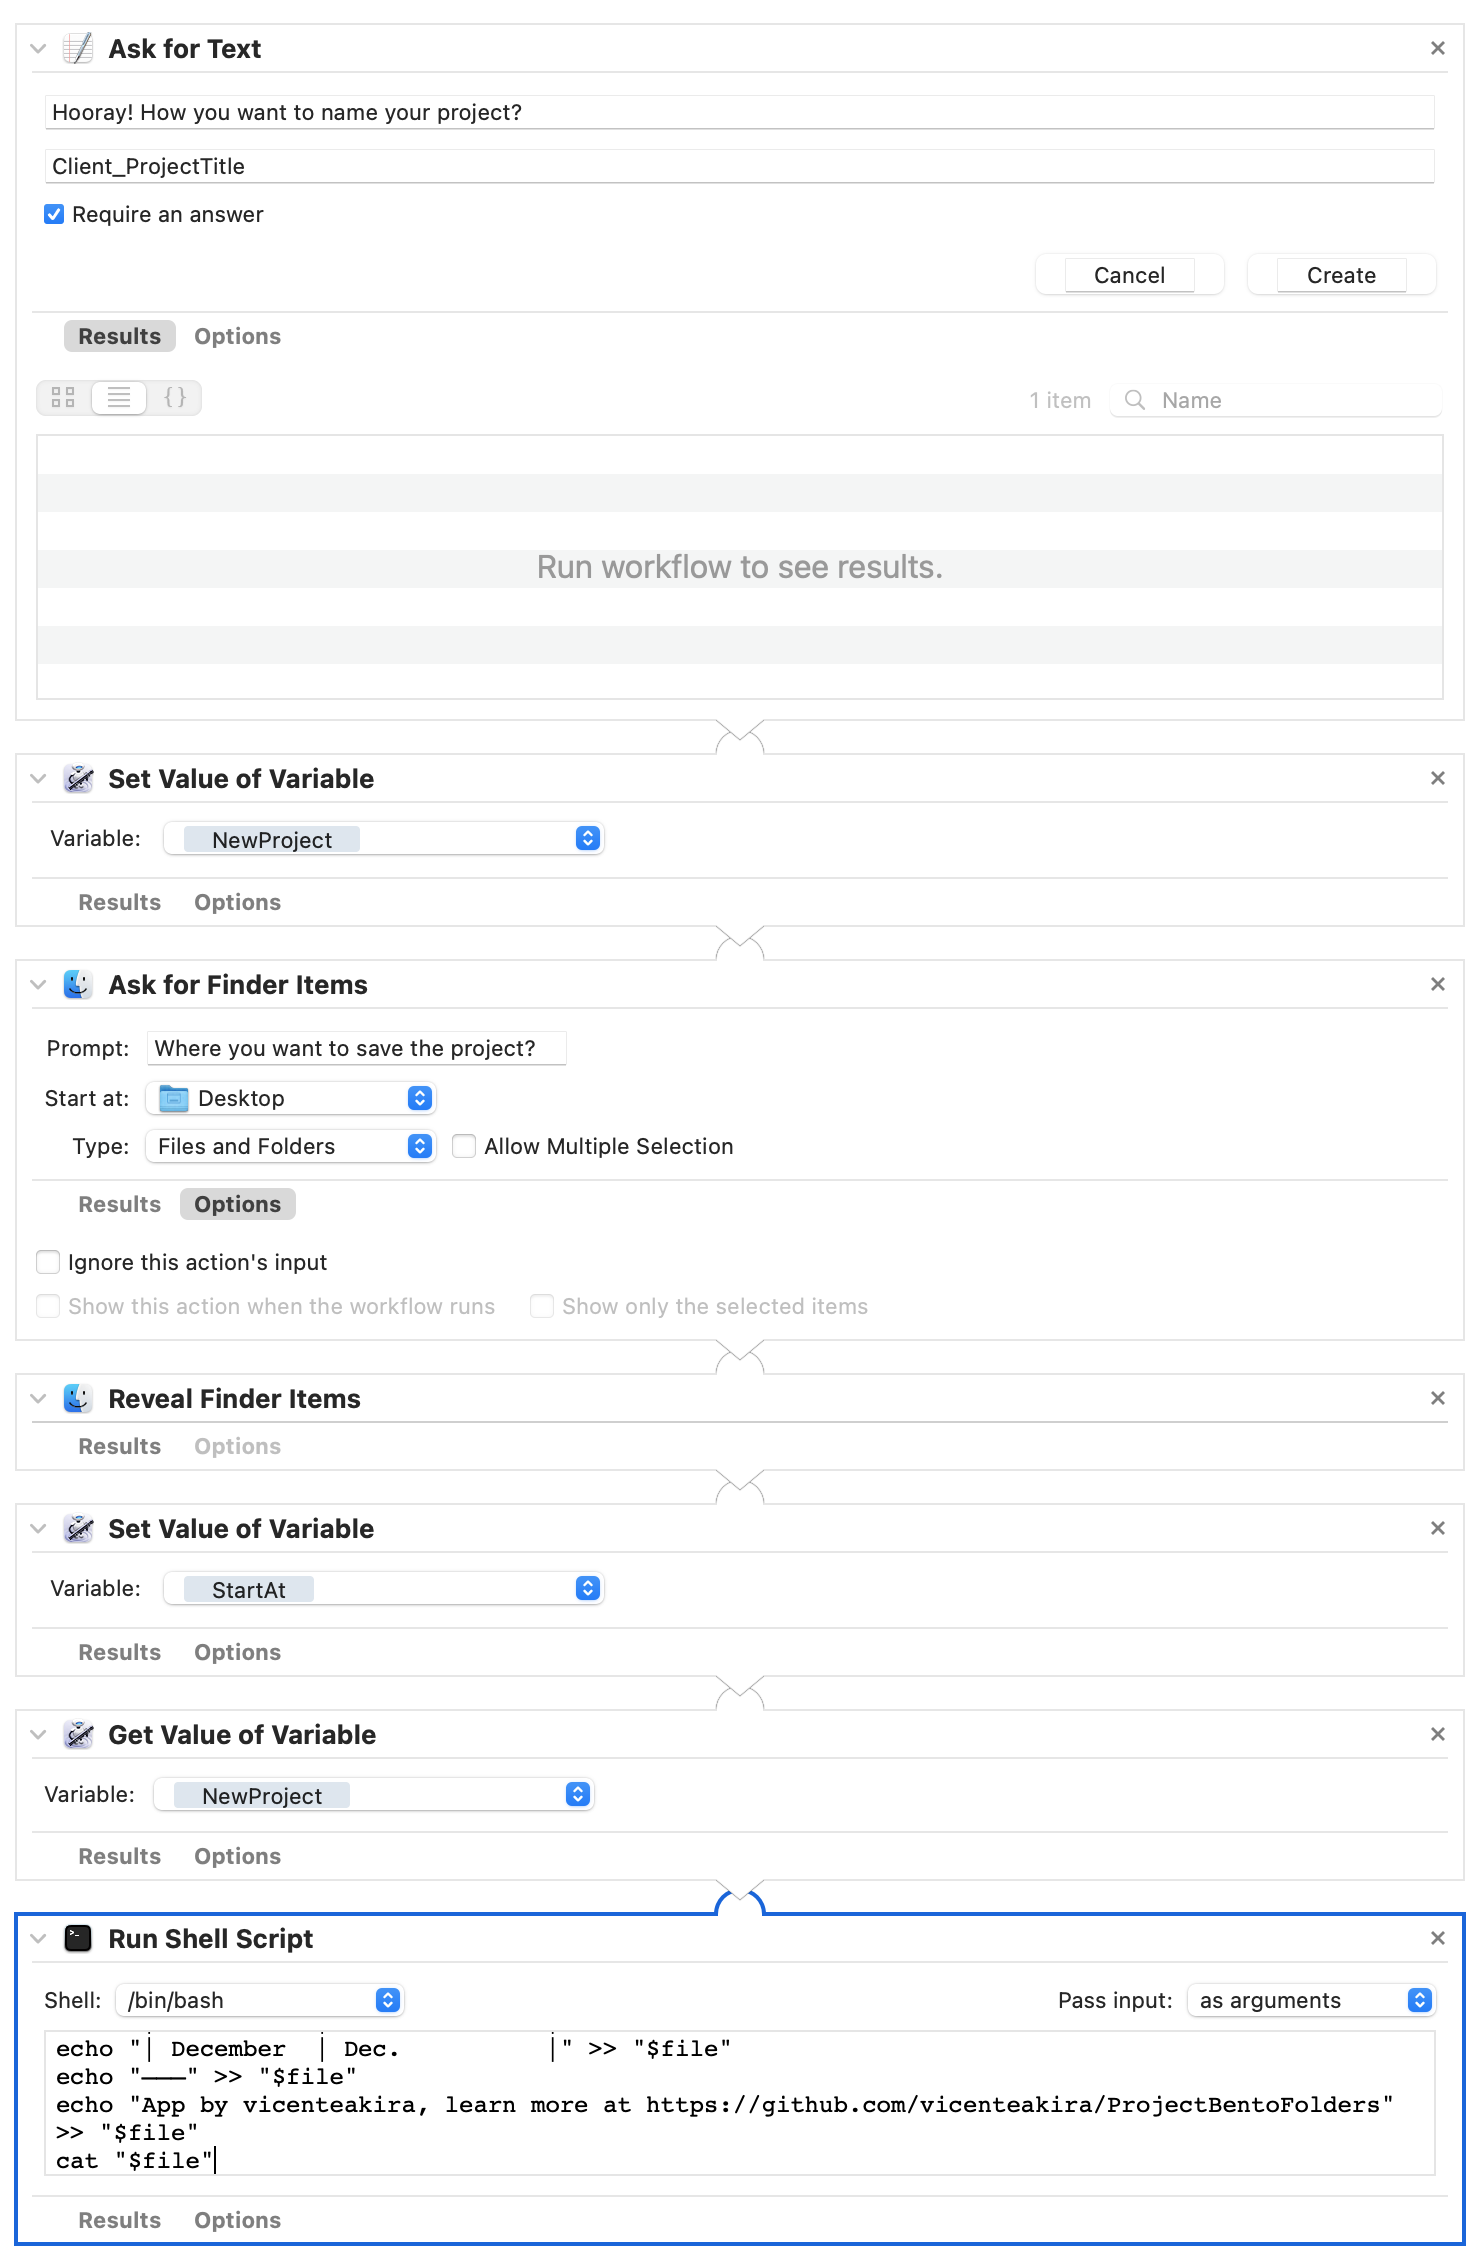 Ask for Text
Hooray! How you want to name your project?
Client_ProjectTitle
Require an answer
Cancel Create
Results Options
{} 1 item Name
Run workflow to see results.
Set Value of Variable
Variable: NewProject
Results Options
Ask for Finder Items
Prompt: Where you want to save the project?
Start at: Desktop
Type: Files and Folders Allow Multiple Selection
Results Options
Ignore this action's input
Show this action when the workflow runs Show only the selected items
Reveal Finder Items
Results Options
Set Value of Variable
Variable: StartAt
Results Options
Get Value of Variable
Variable: NewProject
Results Options
Run Shell Script
Shell: /bin/bash Pass input: as arguments
echo "| December  | Dec.          |" >> "$file"
echo "———" >> "$file"
echo "App by vicenteakira, learn more at https://github.com/vicenteakira/ProjectBentoFolders"
>> "$file"
cat "$file"
Results Options